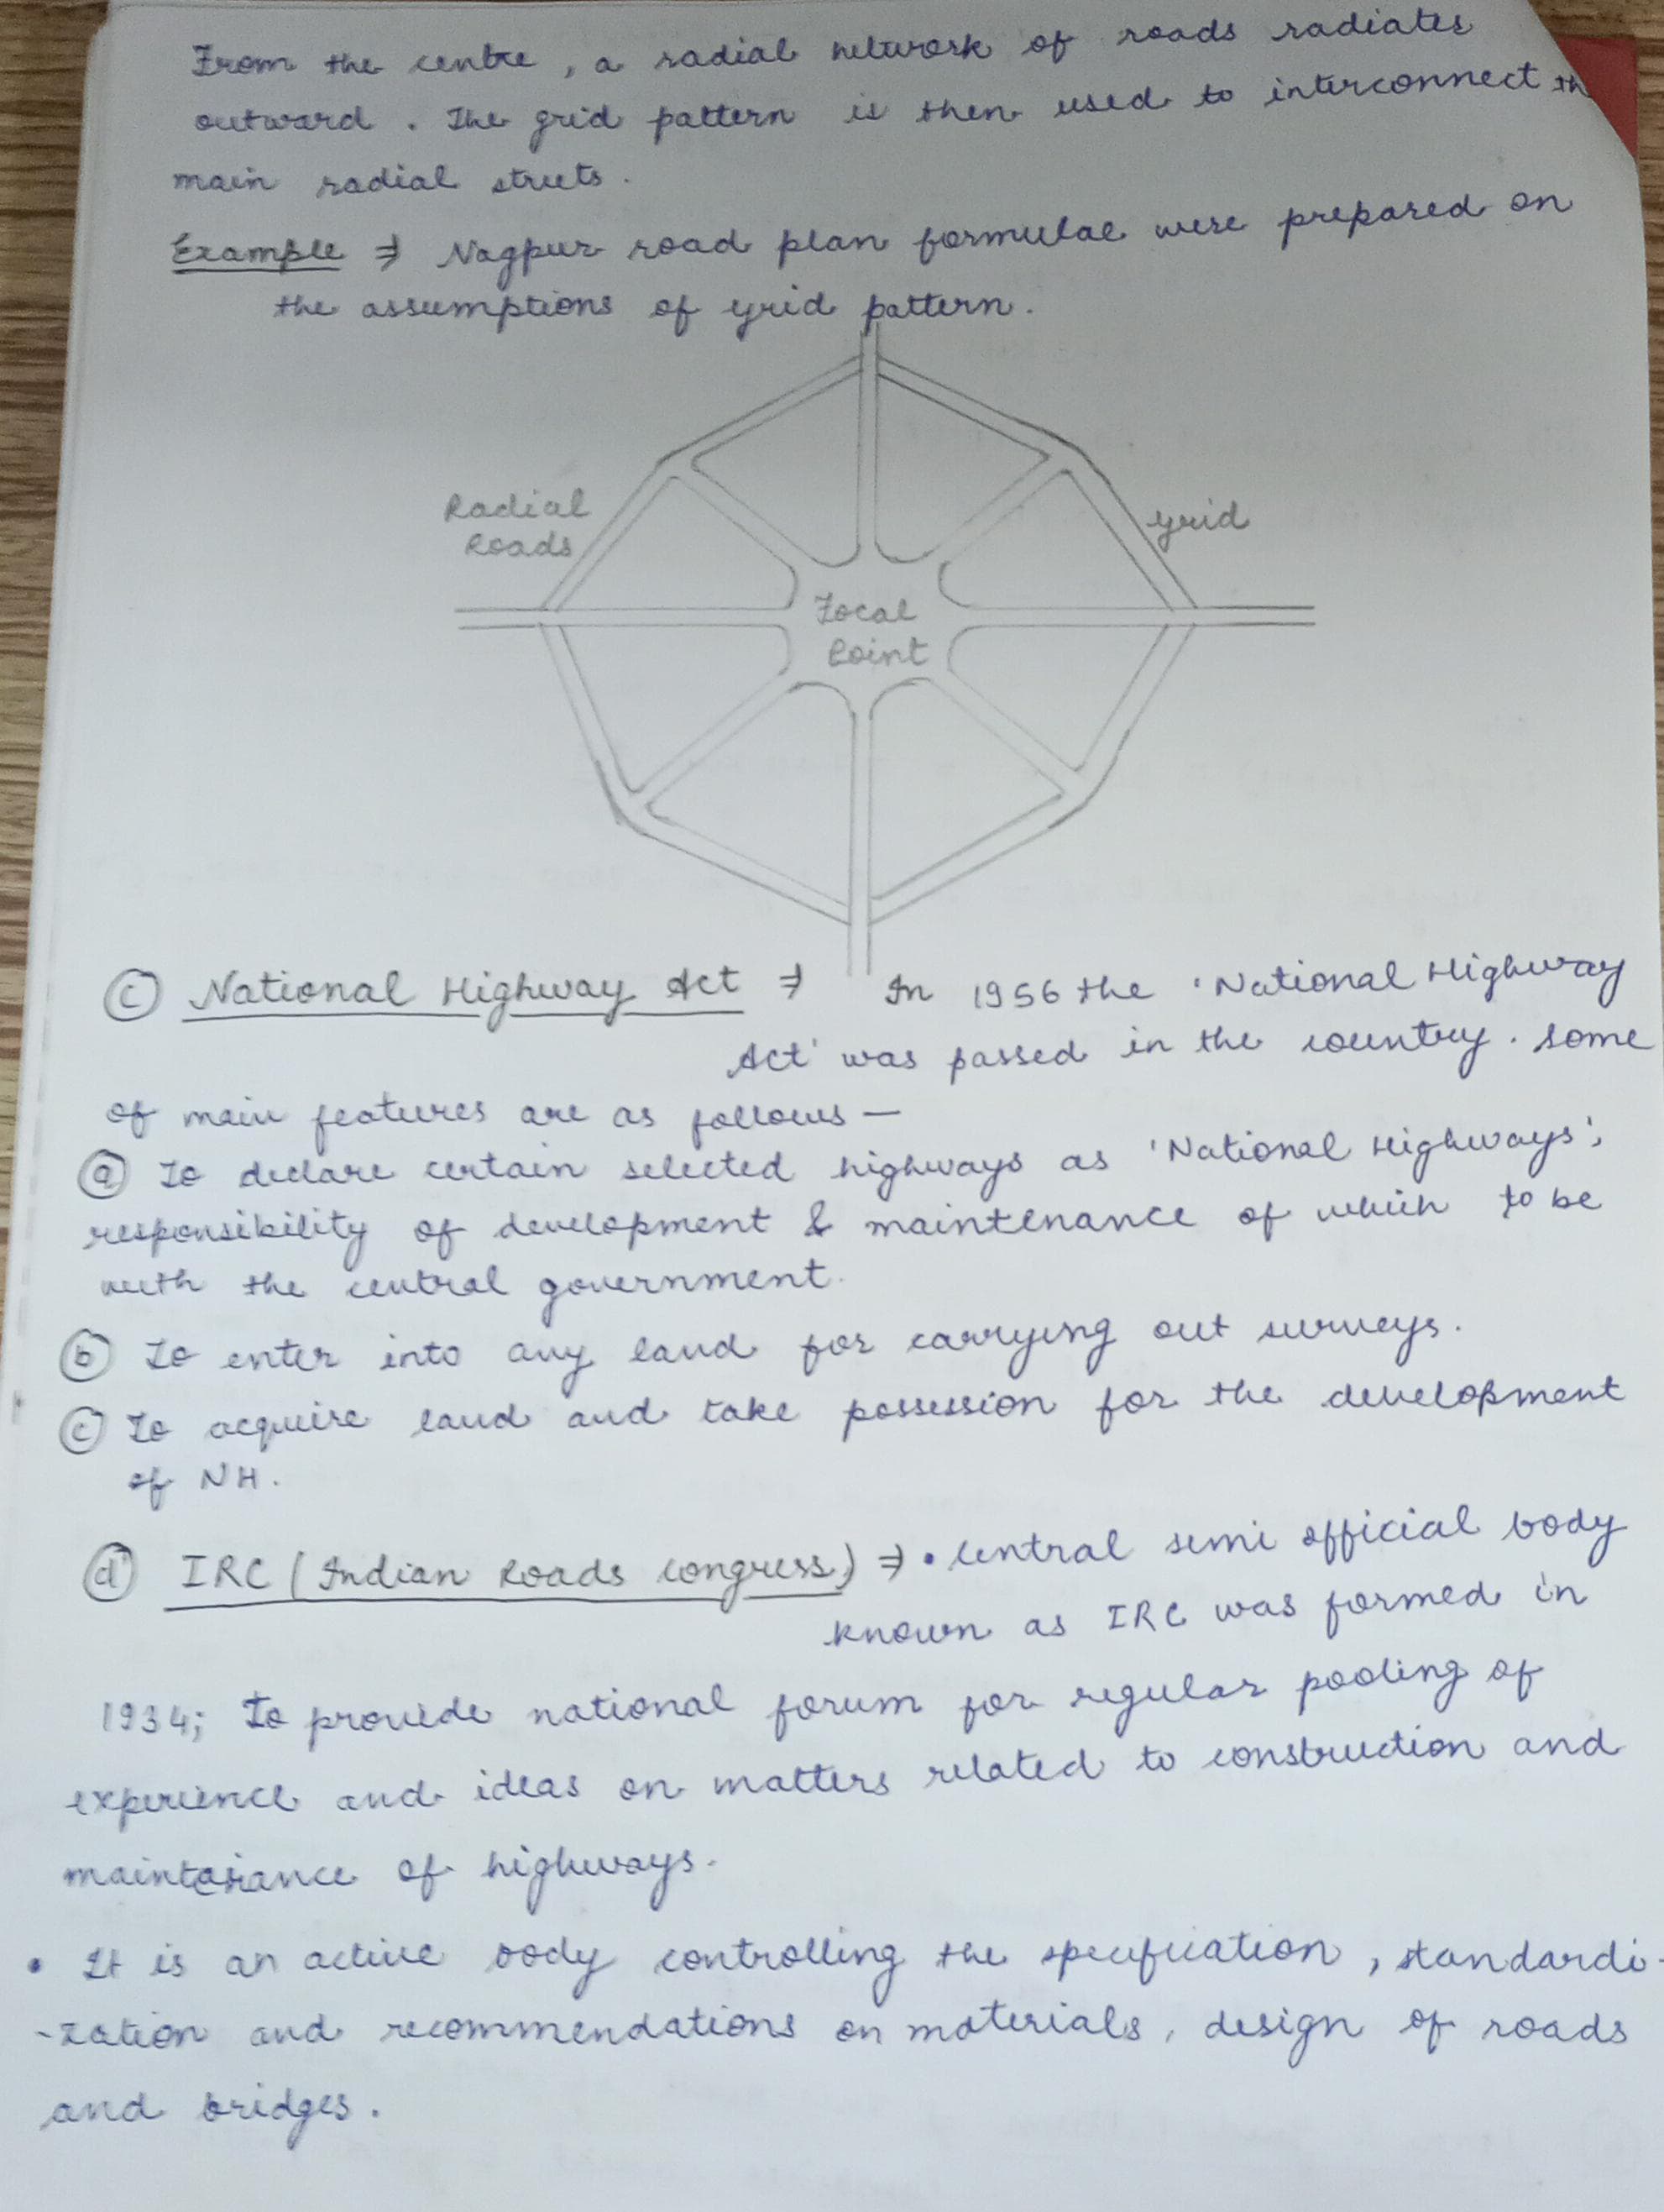 From the centre, a radial network of roads radiates
outward. The grid pattern is then used to interconnect th
main radial streets.
Example ⇒ Nagpur road plan formulae were prepared on
the assumptions of grid pattern.
Radial
Roads
grid
Focal
Point
(c) National Highway Act ⇒ In 1956 the 'National Highway
Act' was passed in the country. Some
of main features are as follows —
(a) To declare certain selected highways as 'National Highways';
responsibility of development & maintenance of which to be
with the central government.
(b) To enter into any land for carrying out surveys.
(c) To acquire land and take possession for the development
of NH.
(d) IRC (Indian Roads Congress) ⇒ • Central semi official body
known as IRC was formed in
1934; To provide national forum for regular pooling of
experience and ideas on matters related to construction and
maintainance of highways.
• It is an active body controlling the specification, standardi-
-zation and recommendations on materials, design of roads
and bridges.